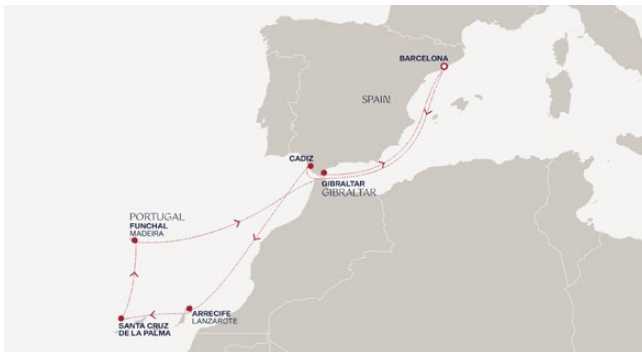 BARCELONA
SPAIN
CADIZ
GIBRALTAR
GIBRALTAR
PORTUGAL
FUNCHAL
MADEIRA
ARRECIFE
LANZAROTE
SANTA CRUZ
DE LA PALMA